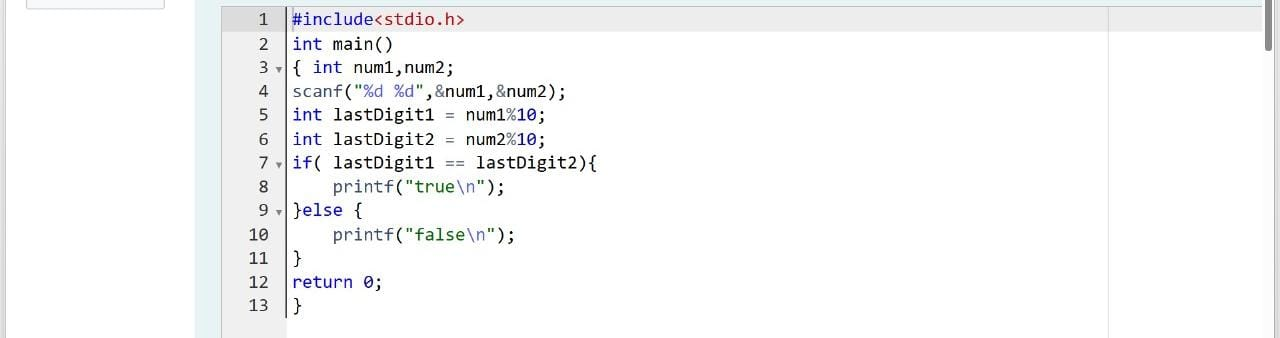 1 #include<stdio.h>
2 int main()
3 { int num1,num2;
4 scanf("%d %d",&num1,&num2);
5 int lastDigit1 = num1%10;
6 int lastDigit2 = num2%10;
7 if( lastDigit1 == lastDigit2){
8     printf("true\n");
9 }else {
10     printf("false\n");
11 }
12 return 0;
13 }